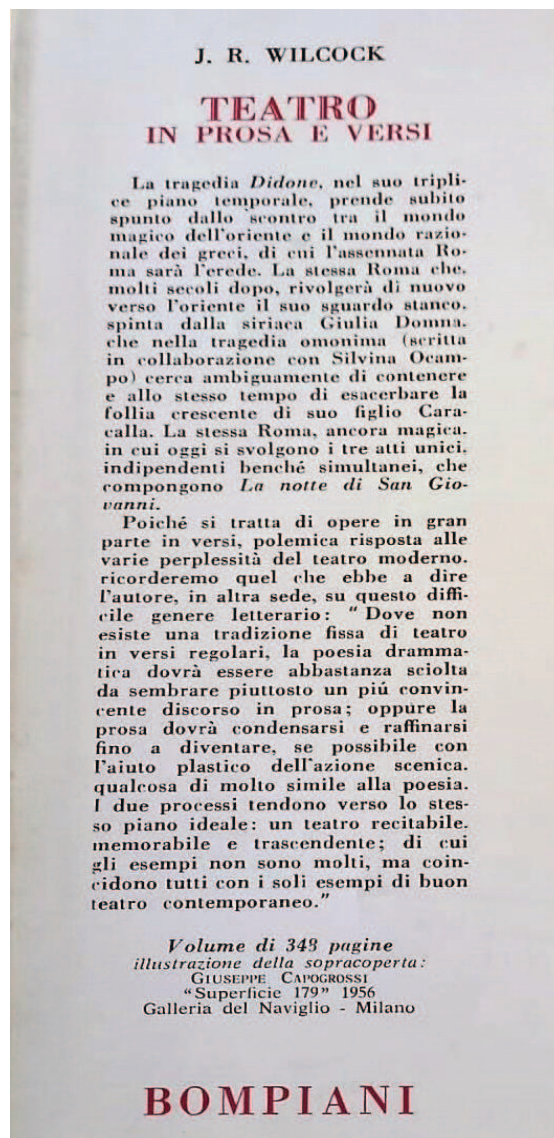 J. R. WILCOCK
TEATRO
IN PROSA E VERSI
La tragedia Didone, nel suo tripli-
ce piano temporale, prende subito
spunto dallo scontro tra il mondo
magico dell'oriente e il mondo razio-
nale dei greci, di cui l'assennata Ro-
ma sarà l'erede. La stessa Roma che,
molti secoli dopo, rivolgerà di nuovo
verso l'oriente il suo sguardo stanco,
spinta dalla siriaca Giulia Domna,
che nella tragedia omonima (scritta
in collaborazione con Silvina Ocam-
po) cerca ambiguamente di contenere
e allo stesso tempo di esacerbare la
follia crescente di suo figlio Cara-
calla. La stessa Roma, ancora magica,
in cui oggi si svolgono i tre atti unici,
indipendenti benché simultanei, che
compongono La notte di San Gio-
vanni.
Poiché si tratta di opere in gran
parte in versi, polemica risposta alle
varie perplessità del teatro moderno,
ricorderemo quel che ebbe a dire
l'autore, in altra sede, su questo diffi-
cile genere letterario: "Dove non
esiste una tradizione fissa di teatro
in versi regolari, la poesia dramma-
tica dovrà essere abbastanza sciolta
da sembrare piuttosto un piú convin-
cente discorso in prosa; oppure la
prosa dovrà condensarsi e raffinarsi
fino a diventare, se possibile con
l'aiuto plastico dell'azione scenica,
qualcosa di molto simile alla poesia.
I due processi tendono verso lo stes-
so piano ideale: un teatro recitabile,
memorabile e trascendente; di cui
gli esempi non sono molti, ma coin-
cidono tutti con i soli esempi di buon
teatro contemporaneo."
Volume di 348 pagine
illustrazione della sopracoperta:
GIUSEPPE CAPOGROSSI
"Superficie 179" 1956
Galleria del Naviglio - Milano
BOMPIANI